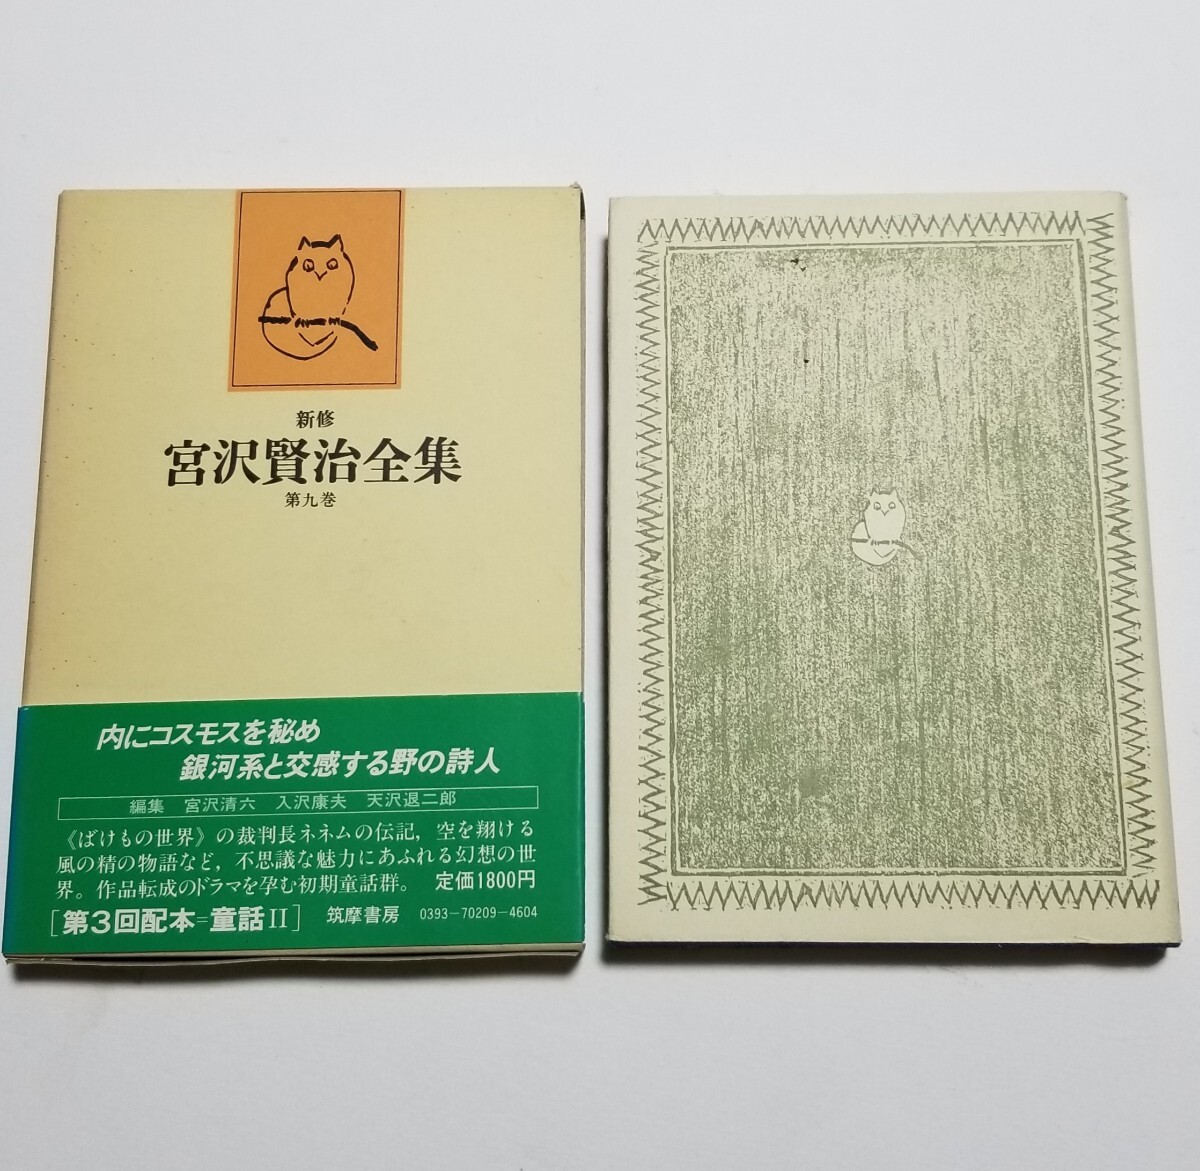 新修
宮沢賢治全集
第九巻
内にコスモスを秘め
銀河系と交感する野の詩人
編集 宮沢清六 入沢康夫 天沢退二郎
《ばけもの世界》の裁判長ネネムの伝記，空を翔ける
風の精の物語など，不思議な魅力にあふれる幻想の世
界。作品転成のドラマを孕む初期童話群。 定価1800円
[第3回配本=童話II] 筑摩書房 0393-70209-4604